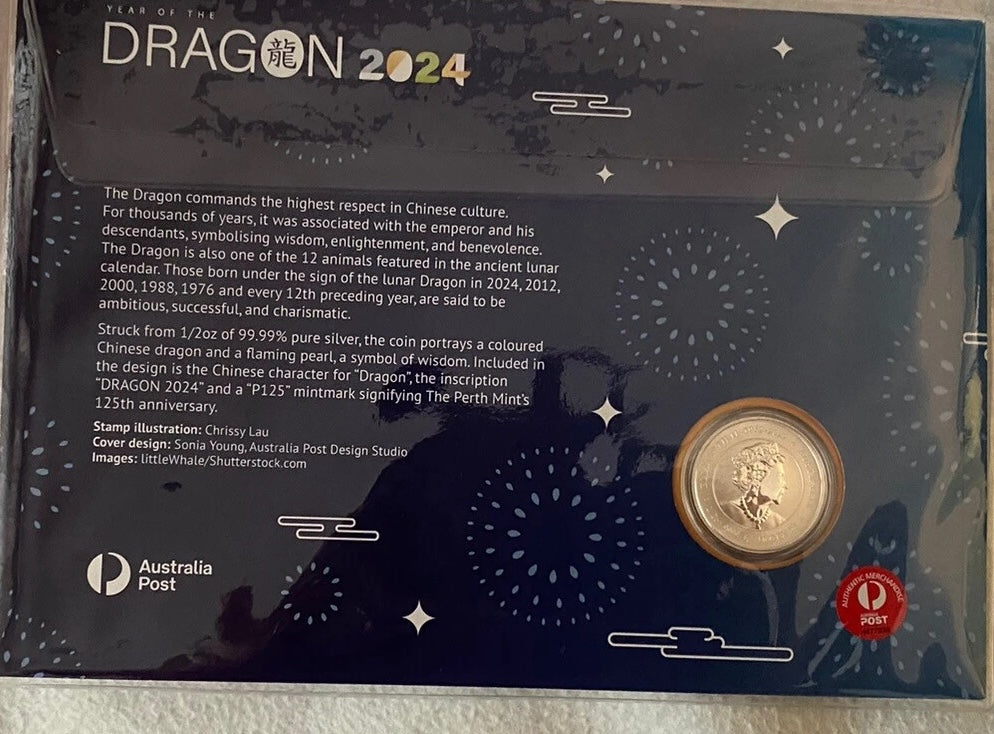 YEAR OF THE
DRAG龍N 2024
The Dragon commands the highest respect in Chinese culture.
For thousands of years, it was associated with the emperor and his
descendants, symbolising wisdom, enlightenment, and benevolence.
The Dragon is also one of the 12 animals featured in the ancient lunar
calendar. Those born under the sign of the lunar Dragon in 2024, 2012,
2000, 1988, 1976 and every 12th preceding year, are said to be
ambitious, successful, and charismatic.
Struck from 1/2oz of 99.99% pure silver, the coin portrays a coloured
Chinese dragon and a flaming pearl, a symbol of wisdom. Included in
the design is the Chinese character for “Dragon”, the inscription
“DRAGON 2024” and a “P125” mintmark signifying The Perth Mint’s
125th anniversary.
Stamp illustration: Chrissy Lau
Cover design: Sonia Young, Australia Post Design Studio
Images: littleWhale/Shutterstock.com
Australia
Post
AUTHENTIC MERCHANDISE
POST